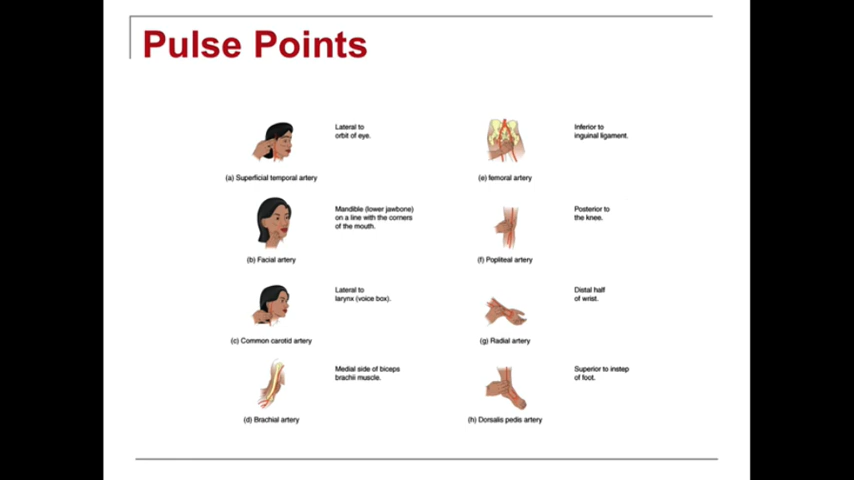 Pulse Points
Lateral to
orbit of eye.
(a) Superficial temporal artery
Mandible (lower jawbone)
on a line with the corners
of the mouth.
(b) Facial artery
Lateral to
larynx (voice box).
(c) Common carotid artery
Medial side of biceps
brachii muscle.
(d) Brachial artery
Inferior to
inguinal ligament.
(e) femoral artery
Posterior to
the knee.
(f) Popliteal artery
Distal half
of wrist.
(g) Radial artery
Superior to instep
of foot.
(h) Dorsalis pedis artery